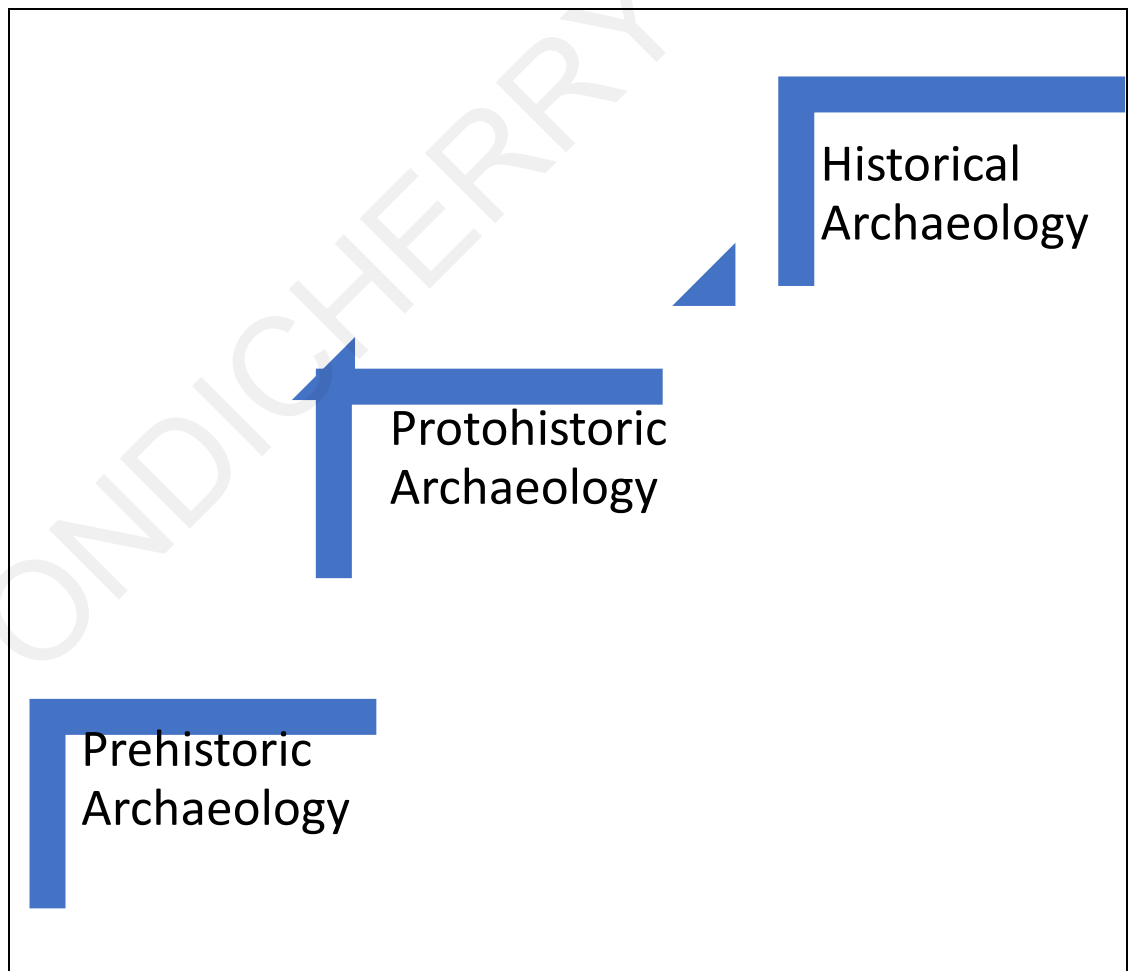 Historical
Archaeology
Protohistoric
Archaeology
Prehistoric
Archaeology
ONDICHERRY